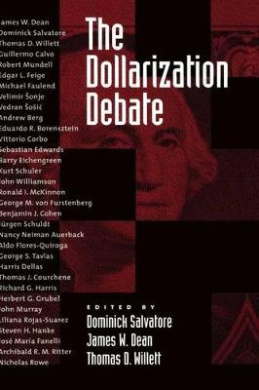 James W. Dean
Dominick Salvatore
Thomas D. Willett
Guillermo Calvo
Robert Mundell
Edgar L. Feige
Michael Faulend
Velimir Šonje
Vedran Šošić
Andrew Berg
Eduardo R. Borensztein
Vittorio Corbo
Sebastian Edwards
Barry Eichengreen
Kurt Schuler
John Williamson
Ronald I. McKinnon
George M. von Furstenberg
Benjamin J. Cohen
Jürgen Schuldt
Nancy Neiman Auerback
Aldo Flores-Quiroga
George S. Tavlas
Harris Dellas
Thomas J. Courchene
Richard G. Harris
Herbert G. Grubel
John Murray
Liliana Rojas-Suarez
Steven H. Hanke
José María Fanelli
Archibald R. M. Ritter
Nicholas Rowe
The
Dollarization
Debate
EDITED BY
Dominick Salvatore
James W. Dean
Thomas D. Willett